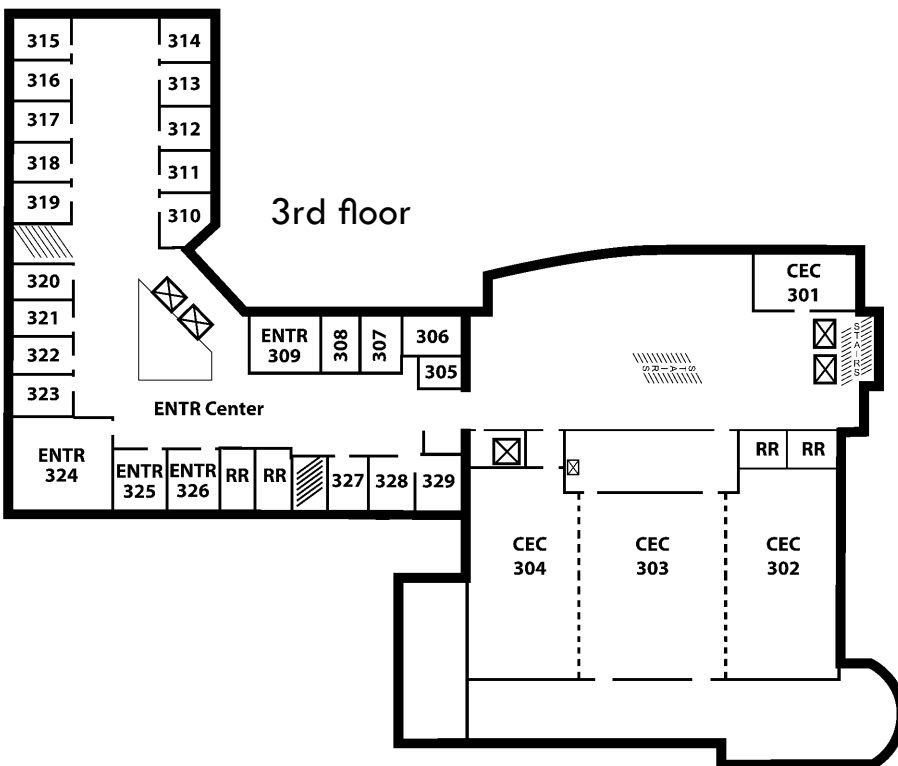 315
314
316
313
317
312
318
311
319
310
3rd floor
320
321
322
323
ENTR
309
308
307
306
305
CEC
301
STAIRS
STAIRS
ENTR Center
ENTR
324
ENTR
325
ENTR
326
RR
RR
327
328
329
RR
RR
CEC
304
CEC
303
CEC
302